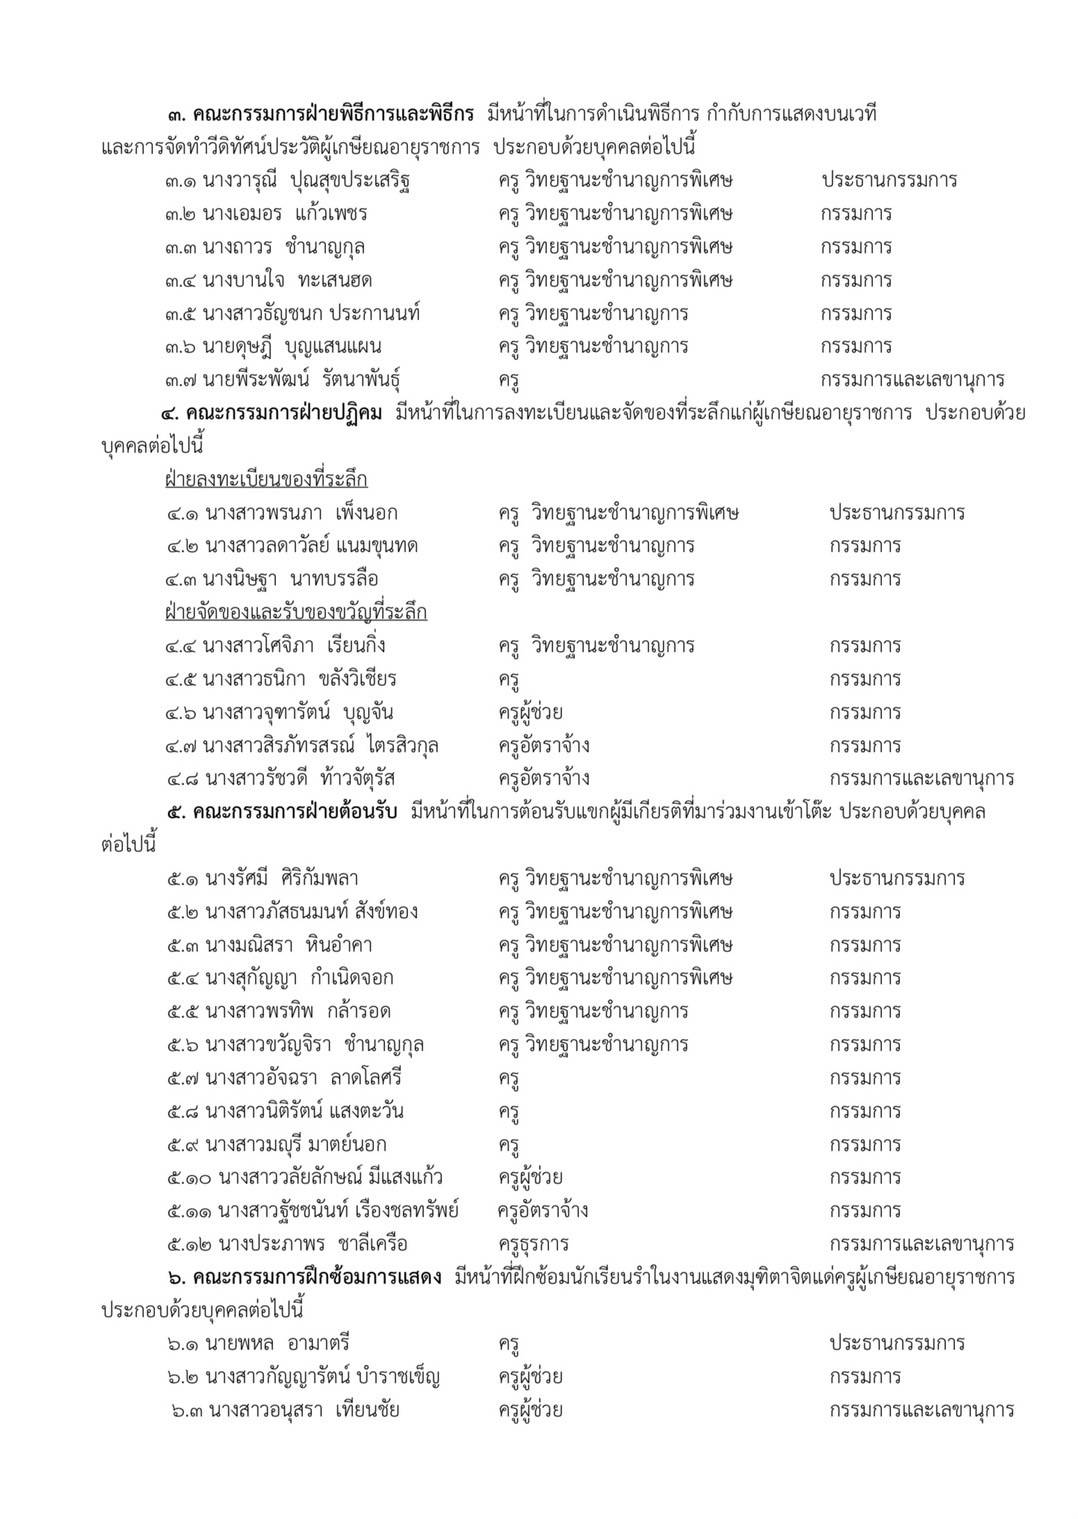 ๓. คณะกรรมการฝ่ายพิธีการและพิธีกร มีหน้าที่ในการดำเนินพิธีการ กำกับการแสดงบนเวที
และการจัดทำวีดิทัศน์ประวัติผู้เกษียณอายุราชการ ประกอบด้วยบุคคลต่อไปนี้
๓.๑ นางวารุณี ปุณสุขประเสริฐ ครู วิทยฐานะชำนาญการพิเศษ ประธานกรรมการ
๓.๒ นางเอมอร แก้วเพชร ครู วิทยฐานะชำนาญการพิเศษ กรรมการ
๓.๓ นางถาวร ชำนาญกุล ครู วิทยฐานะชำนาญการพิเศษ กรรมการ
๓.๔ นางบานใจ ทะเสนฮด ครู วิทยฐานะชำนาญการพิเศษ กรรมการ
๓.๕ นางสาวธัญชนก ประกานนท์ ครู วิทยฐานะชำนาญการ กรรมการ
๓.๖ นายดุษฎี บุญแสนแผน ครู วิทยฐานะชำนาญการ กรรมการ
๓.๗ นายพีระพัฒน์ รัตนาพันธุ์ ครู กรรมการและเลขานุการ
๔. คณะกรรมการฝ่ายปฏิคม มีหน้าที่ในการลงทะเบียนและจัดของที่ระลึกแก่ผู้เกษียณอายุราชการ ประกอบด้วย
บุคคลต่อไปนี้
ฝ่ายลงทะเบียนของที่ระลึก
๔.๑ นางสาวพรนภา เพ็งนอก ครู วิทยฐานะชำนาญการพิเศษ ประธานกรรมการ
๔.๒ นางสาวลดาวัลย์ แนมขุนทด ครู วิทยฐานะชำนาญการ กรรมการ
๔.๓ นางนิษฐา นาทบรรลือ ครู วิทยฐานะชำนาญการ กรรมการ
ฝ่ายจัดของและรับของขวัญที่ระลึก
๔.๔ นางสาวโศจิภา เรียนกิ่ง ครู วิทยฐานะชำนาญการ กรรมการ
๔.๕ นางสาวธนิกา ขลังวิเชียร ครู กรรมการ
๔.๖ นางสาวจุฑารัตน์ บุญจัน ครูผู้ช่วย กรรมการ
๔.๗ นางสาวสิรภัทรสรณ์ ไตรสิวกุล ครูอัตราจ้าง กรรมการ
๔.๘ นางสาวรัชวดี ท้าวจัตุรัส ครูอัตราจ้าง กรรมการและเลขานุการ
๕. คณะกรรมการฝ่ายต้อนรับ มีหน้าที่ในการต้อนรับแขกผู้มีเกียรติที่มาร่วมงานเข้าโต๊ะ ประกอบด้วยบุคคล
ต่อไปนี้
๕.๑ นางรัศมี ศิริกัมพลา ครู วิทยฐานะชำนาญการพิเศษ ประธานกรรมการ
๕.๒ นางสาวภัสธนมนท์ สังข์ทอง ครู วิทยฐานะชำนาญการพิเศษ กรรมการ
๕.๓ นางมณิสรา หินอำคา ครู วิทยฐานะชำนาญการพิเศษ กรรมการ
๕.๔ นางสุกัญญา กำเนิดจอก ครู วิทยฐานะชำนาญการพิเศษ กรรมการ
๕.๕ นางสาวพรทิพ กล้ารอด ครู วิทยฐานะชำนาญการ กรรมการ
๕.๖ นางสาวขวัญจิรา ชำนาญกุล ครู วิทยฐานะชำนาญการ กรรมการ
๕.๗ นางสาวอัจฉรา ลาดโลศรี ครู กรรมการ
๕.๘ นางสาวนิติรัตน์ แสงตะวัน ครู กรรมการ
๕.๙ นางสาวมญุรี มาตย์นอก ครู กรรมการ
๕.๑๐ นางสาววลัยลักษณ์ มีแสงแก้ว ครูผู้ช่วย กรรมการ
๕.๑๑ นางสาวฐัชชนันท์ เรืองชลทรัพย์ ครูอัตราจ้าง กรรมการ
๕.๑๒ นางประภาพร ชาลีเครือ ครูธุรการ กรรมการและเลขานุการ
๖. คณะกรรมการฝึกซ้อมการแสดง มีหน้าที่ฝึกซ้อมนักเรียนรำในงานแสดงมุฑิตาจิตแด่ครูผู้เกษียณอายุราชการ
ประกอบด้วยบุคคลต่อไปนี้
๖.๑ นายพหล อามาตรี ครู ประธานกรรมการ
๖.๒ นางสาวกัญญารัตน์ บำราชเข็ญ ครูผู้ช่วย กรรมการ
๖.๓ นางสาวอนุสรา เทียนชัย ครูผู้ช่วย กรรมการและเลขานุการ